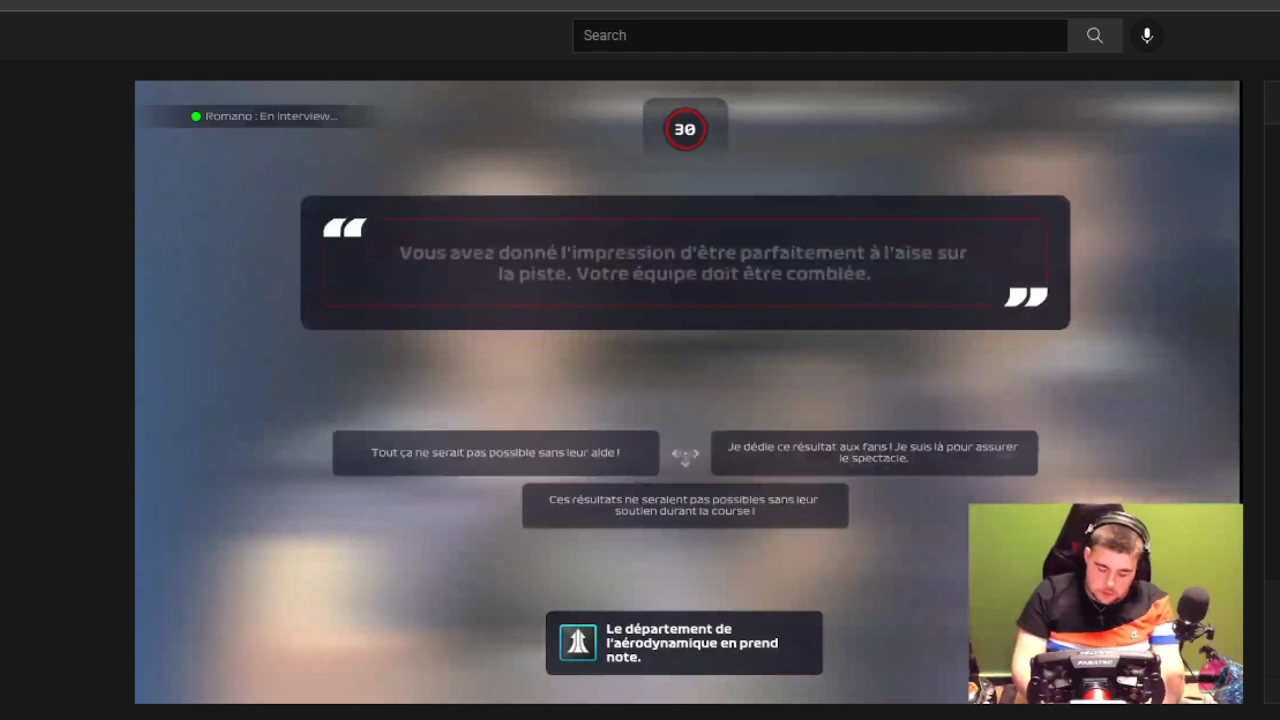 Search
Romano : En interview...
30
Vous avez donné l'impression d'être parfaitement à l'aise sur
la piste. Votre équipe doit être comblée.
Tout ça ne serait pas possible sans leur aide !
Je dédie ce résultat aux fans ! Je suis là pour assurer
le spectacle.
Ces résultats ne seraient pas possibles sans leur
soutien durant la course !
Le département de
l'aérodynamique en prend
note.
FANATEC